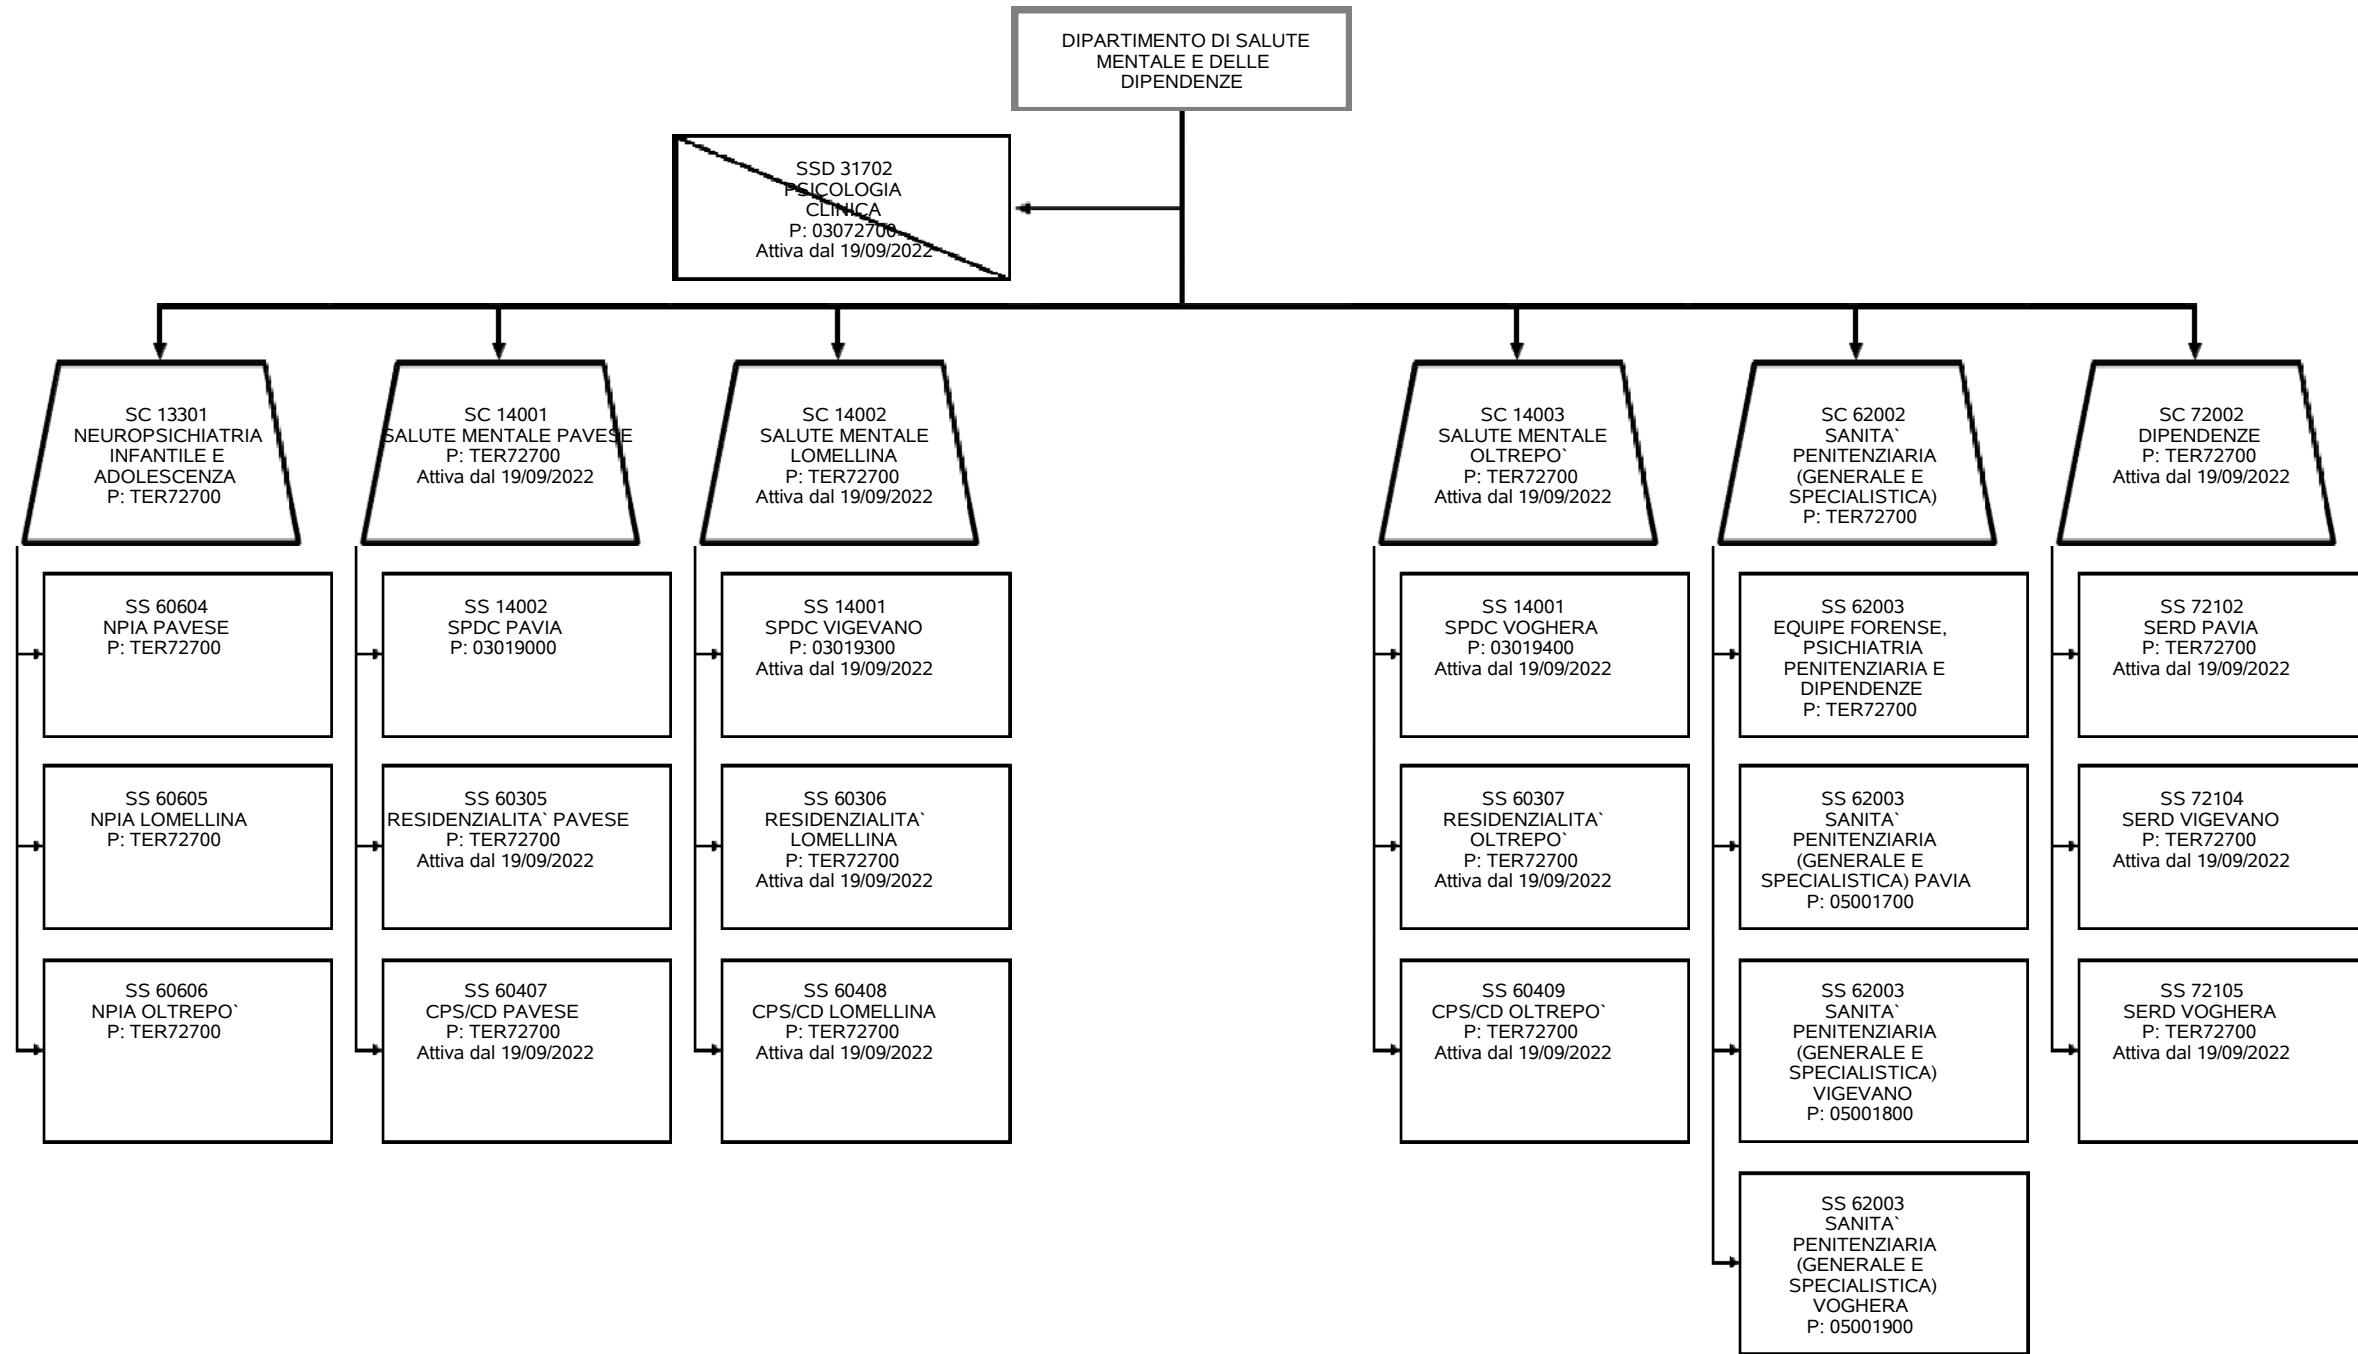 DIPARTIMENTO DI SALUTE
MENTALE E DELLE
DIPENDENZE
SSD 31702
PSICOLOGIA
CLINICA
P: 03072700
Attiva dal 19/09/2022
SC 13301
NEUROPSICHIATRIA
INFANTILE E
ADOLESCENZA
P: TER72700
SC 14001
SALUTE MENTALE PAVESE
P: TER72700
Attiva dal 19/09/2022
SC 14002
SALUTE MENTALE
LOMELLINA
P: TER72700
Attiva dal 19/09/2022
SC 14003
SALUTE MENTALE
OLTREPO`
P: TER72700
Attiva dal 19/09/2022
SC 62002
SANITA`
PENITENZIARIA
(GENERALE E
SPECIALISTICA)
P: TER72700
SC 72002
DIPENDENZE
P: TER72700
Attiva dal 19/09/2022
SS 60604
NPIA PAVESE
P: TER72700
SS 14002
SPDC PAVIA
P: 03019000
SS 14001
SPDC VIGEVANO
P: 03019300
Attiva dal 19/09/2022
SS 14001
SPDC VOGHERA
P: 03019400
Attiva dal 19/09/2022
SS 62003
EQUIPE FORENSE,
PSICHIATRIA
PENITENZIARIA E
DIPENDENZE
P: TER72700
SS 72102
SERD PAVIA
P: TER72700
Attiva dal 19/09/2022
SS 60605
NPIA LOMELLINA
P: TER72700
SS 60305
RESIDENZIALITA` PAVESE
P: TER72700
Attiva dal 19/09/2022
SS 60306
RESIDENZIALITA`
LOMELLINA
P: TER72700
Attiva dal 19/09/2022
SS 60307
RESIDENZIALITA`
OLTREPO`
P: TER72700
Attiva dal 19/09/2022
SS 62003
SANITA`
PENITENZIARIA
(GENERALE E
SPECIALISTICA) PAVIA
P: 05001700
SS 72104
SERD VIGEVANO
P: TER72700
Attiva dal 19/09/2022
SS 60606
NPIA OLTREPO`
P: TER72700
SS 60407
CPS/CD PAVESE
P: TER72700
Attiva dal 19/09/2022
SS 60408
CPS/CD LOMELLINA
P: TER72700
Attiva dal 19/09/2022
SS 60409
CPS/CD OLTREPO`
P: TER72700
Attiva dal 19/09/2022
SS 62003
SANITA`
PENITENZIARIA
(GENERALE E
SPECIALISTICA)
VIGEVANO
P: 05001800
SS 72105
SERD VOGHERA
P: TER72700
Attiva dal 19/09/2022
SS 62003
SANITA`
PENITENZIARIA
(GENERALE E
SPECIALISTICA)
VOGHERA
P: 05001900